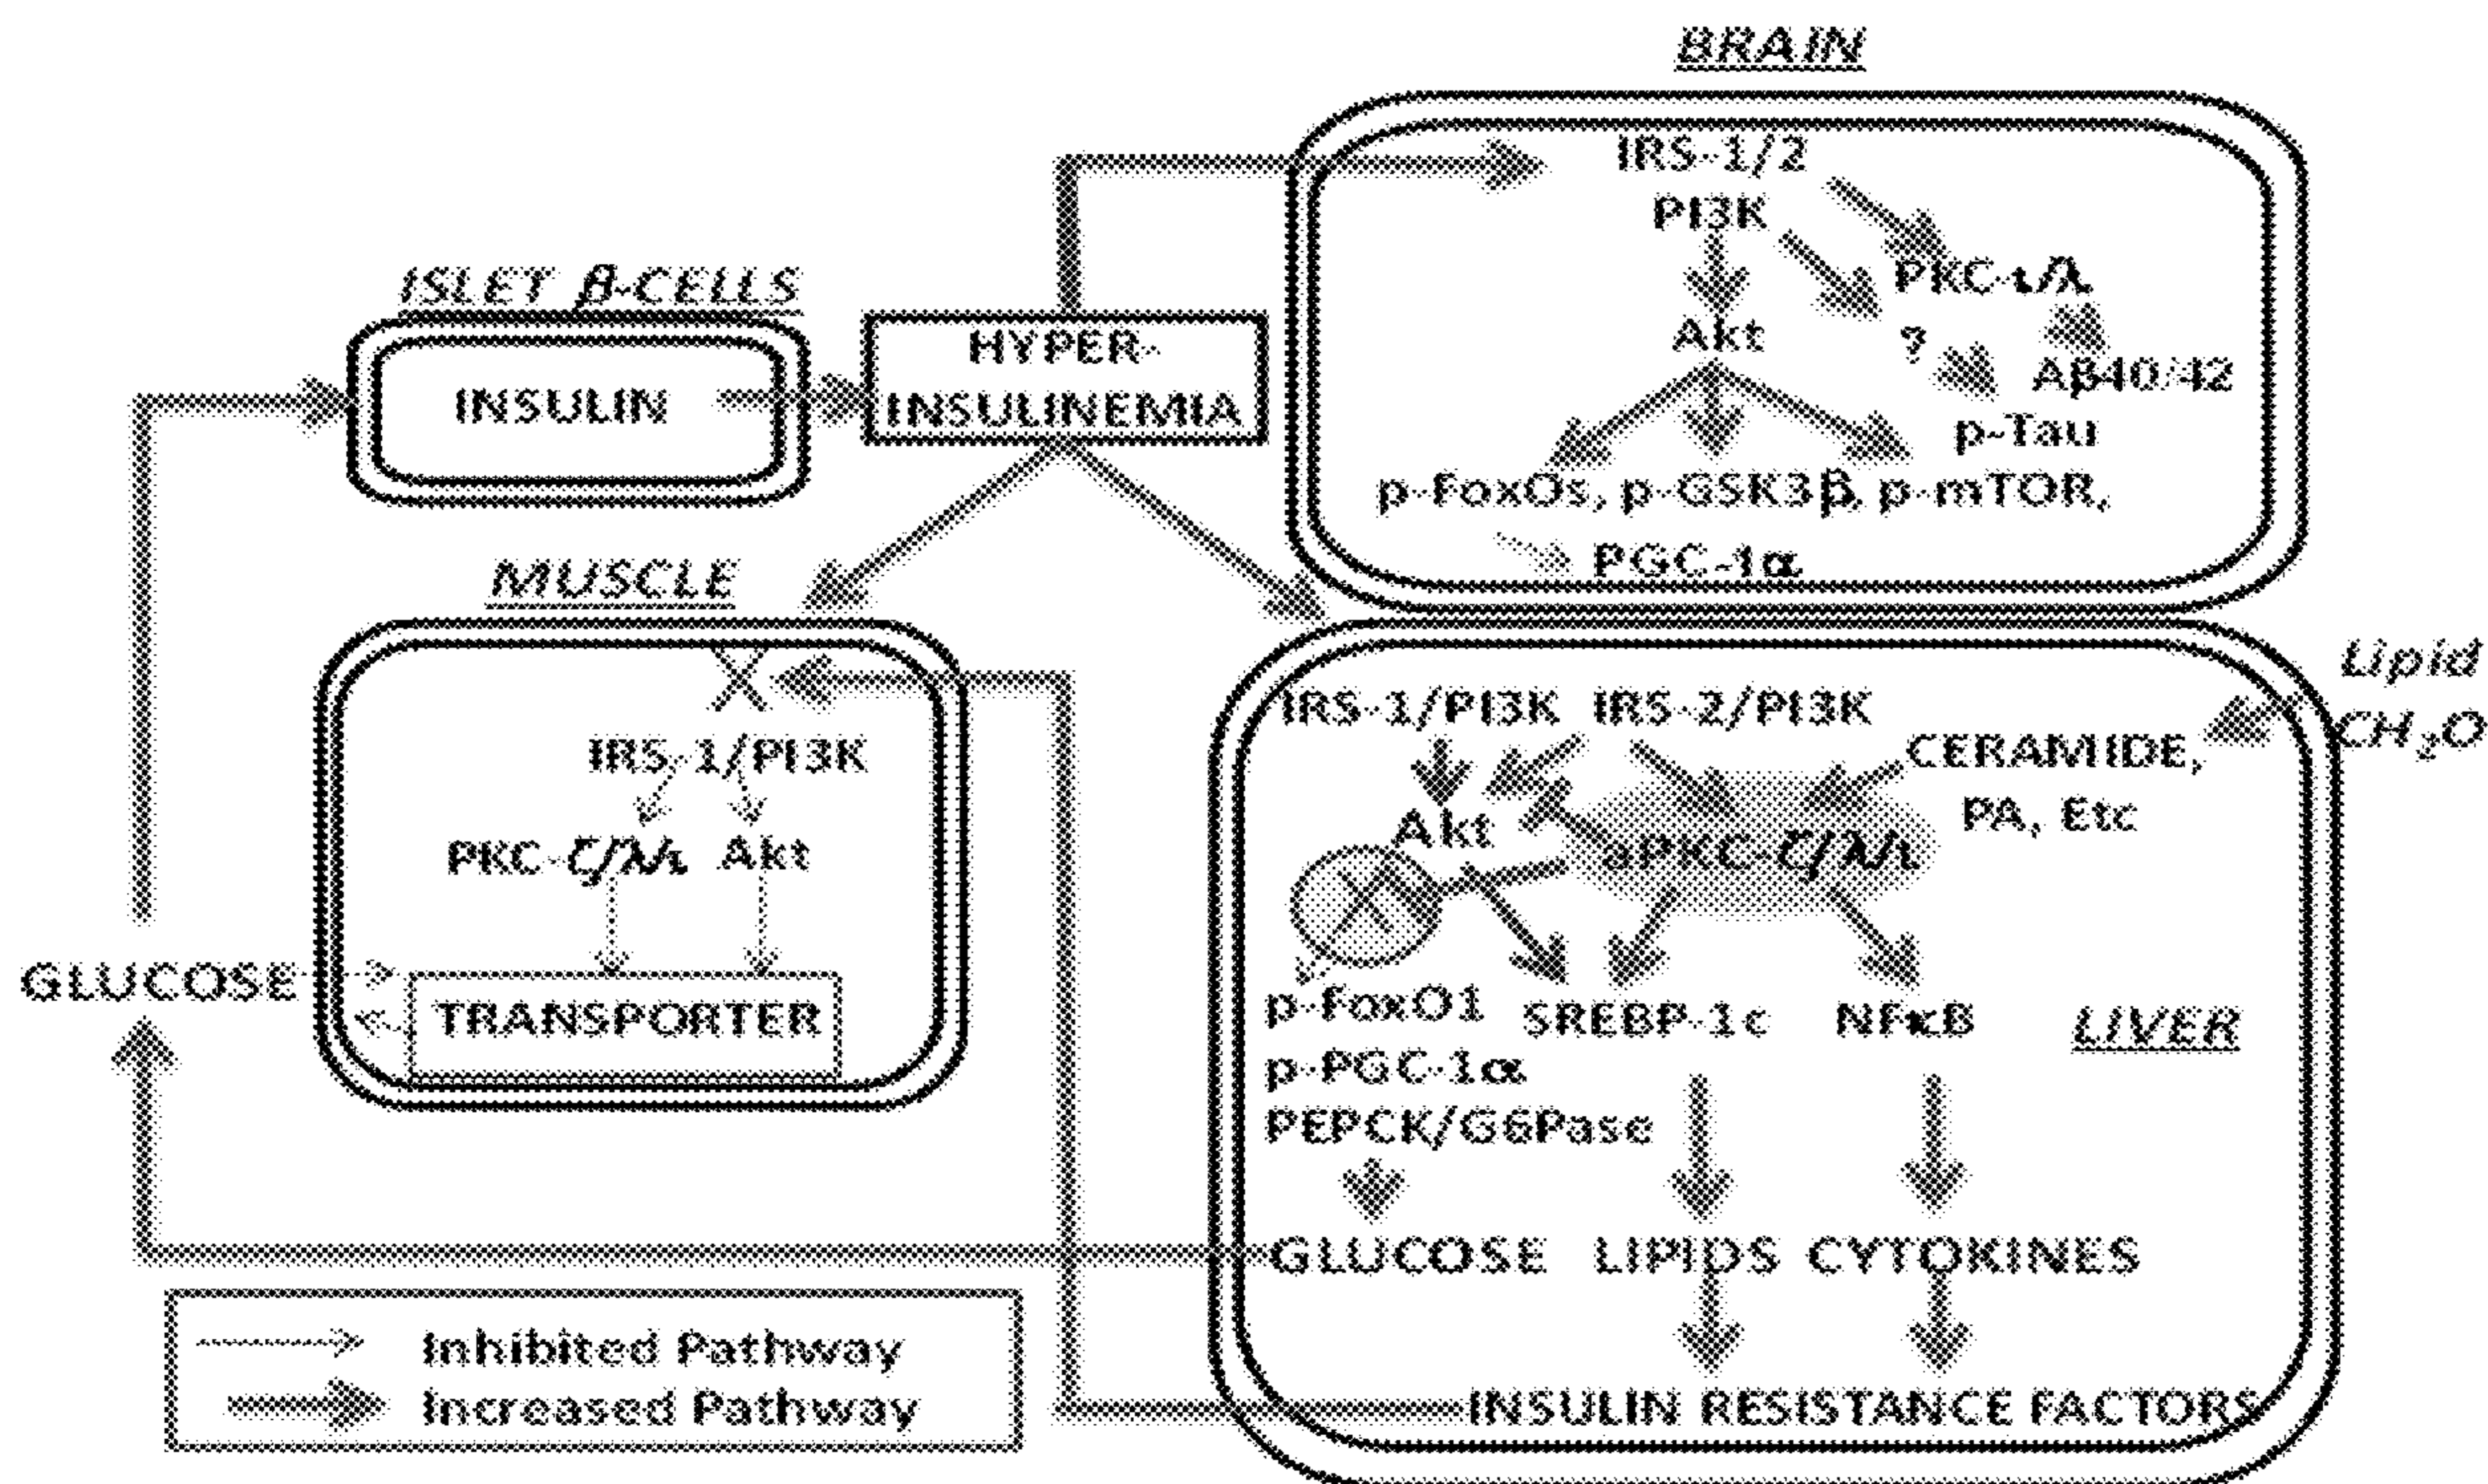 BRAIN
IRS-1/2
PI3K
PKC-ι/λ
Akt
?
Aβ40/42
p-Tau
p-FoxOs, p-GSK3β, p-mTOR,
PGC-1α
ISLET β-CELLS
INSULIN
HYPER-
INSULINEMIA
MUSCLE
IRS-1/PI3K
PKC-ζ/λ/ι Akt
TRANSPORTER
GLUCOSE
Lipid
CH₂O
IRS-1/PI3K IRS-2/PI3K
CERAMIIDE,
PA, Etc
Akt
aPKC-ζ/λ/ι
p-FoxO1
SREBP-1c
NFκB
LIVER
p-PGC-1α
PEPCK/G6Pase
GLUCOSE LIPIDS CYTOKINES
INSULIN RESISTANCE FACTORS
Inhibited Pathway
Increased Pathway